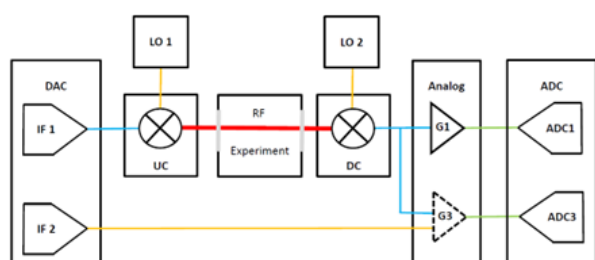 LO 1
LO 2
DAC
Analog
ADC
IF 1
RF
G1
ADC1
Experiment
UC
DC
IF 2
G3
ADC3